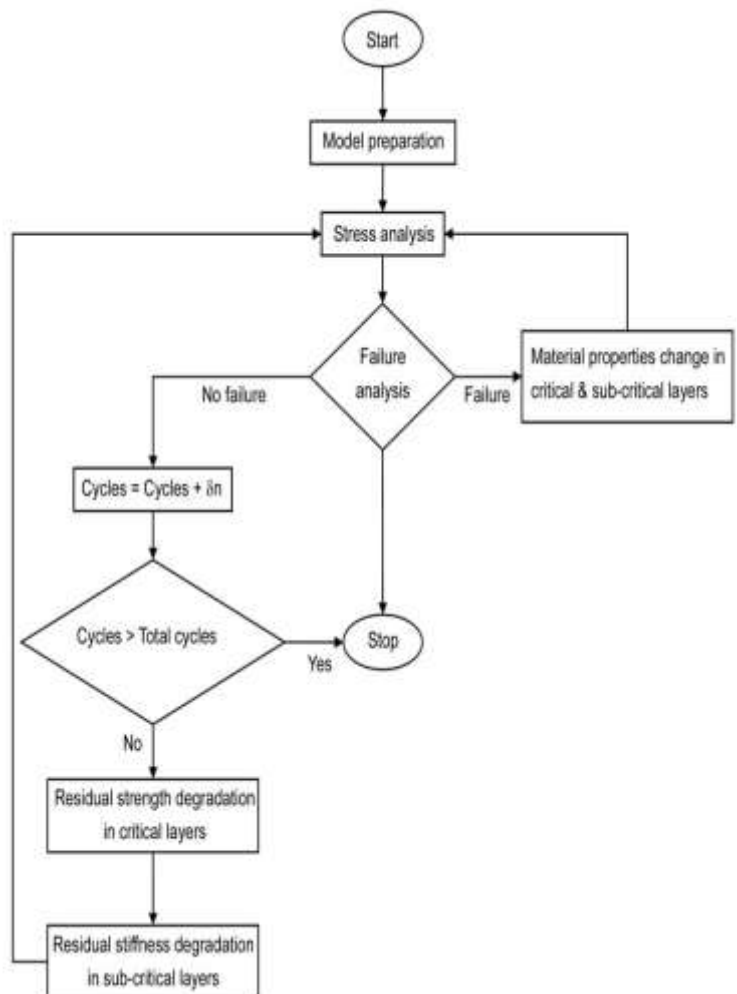 Start
Model preparation
Stress analysis
Failure
analysis
No failure
Failure
Material properties change in
critical & sub-critical layers
Cycles = Cycles + δn
Cycles > Total cycles
Yes
Stop
No
Residual strength degradation
in critical layers
Residual stiffness degradation
in sub-critical layers